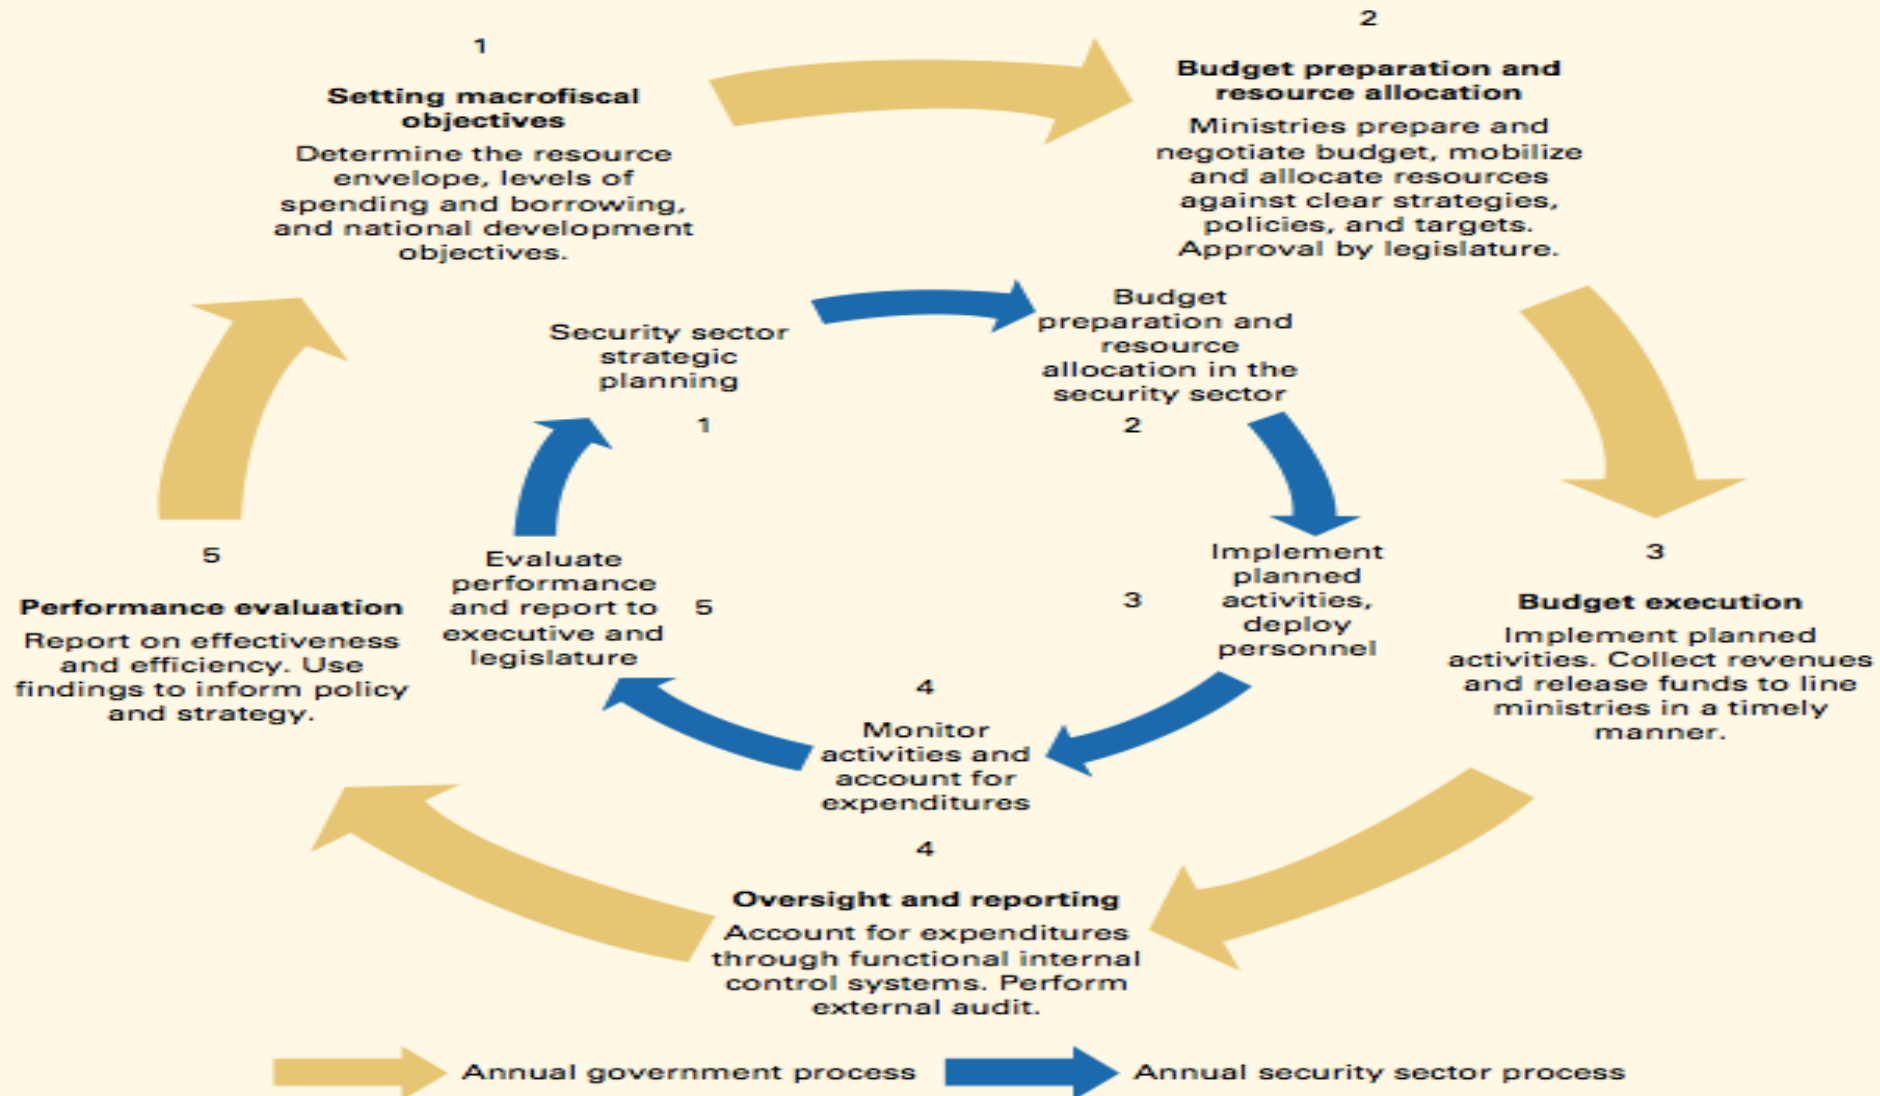 1
Setting macrofiscal
objectives
Determine the resource
envelope, levels of
spending and borrowing,
and national development
objectives.
2
Budget preparation and
resource allocation
Ministries prepare and
negotiate budget, mobilize
and allocate resources
against clear strategies,
policies, and targets.
Approval by legislature.
Security sector
strategic
planning
1
Budget
preparation and
resource
allocation in the
security sector
2
5
Performance evaluation
Report on effectiveness
and efficiency. Use
findings to inform policy
and strategy.
Evaluate
performance
and report to
executive and
legislature
5
3
Implement
planned
activities,
deploy
personnel
3
Budget execution
Implement planned
activities. Collect revenues
and release funds to line
ministries in a timely
manner.
4
Monitor
activities and
account for
expenditures
4
Oversight and reporting
Account for expenditures
through functional internal
control systems. Perform
external audit.
Annual government process
Annual security sector process